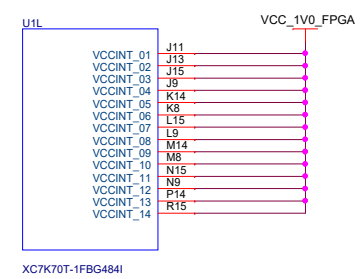 U1L
VCC_1V0_FPGA
VCCINT_01 J11
VCCINT_02 J13
VCCINT_03 J15
VCCINT_04 J9
VCCINT_05 K14
VCCINT_06 K8
VCCINT_07 L15
VCCINT_08 L9
VCCINT_09 M14
VCCINT_10 M8
VCCINT_11 N15
VCCINT_12 N9
VCCINT_13 P14
VCCINT_14 R15
XC7K70T-1FBG484I